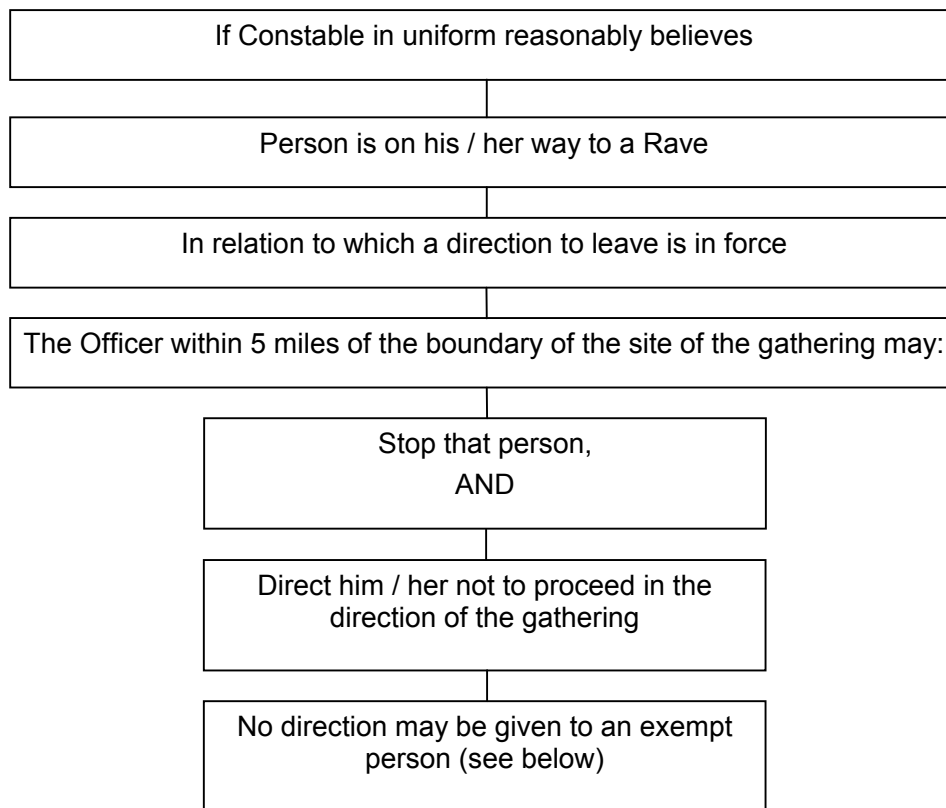 If Constable in uniform reasonably believes
Person is on his / her way to a Rave
In relation to which a direction to leave is in force
The Officer within 5 miles of the boundary of the site of the gathering may:
Stop that person,
AND
Direct him / her not to proceed in the
direction of the gathering
No direction may be given to an exempt
person (see below)